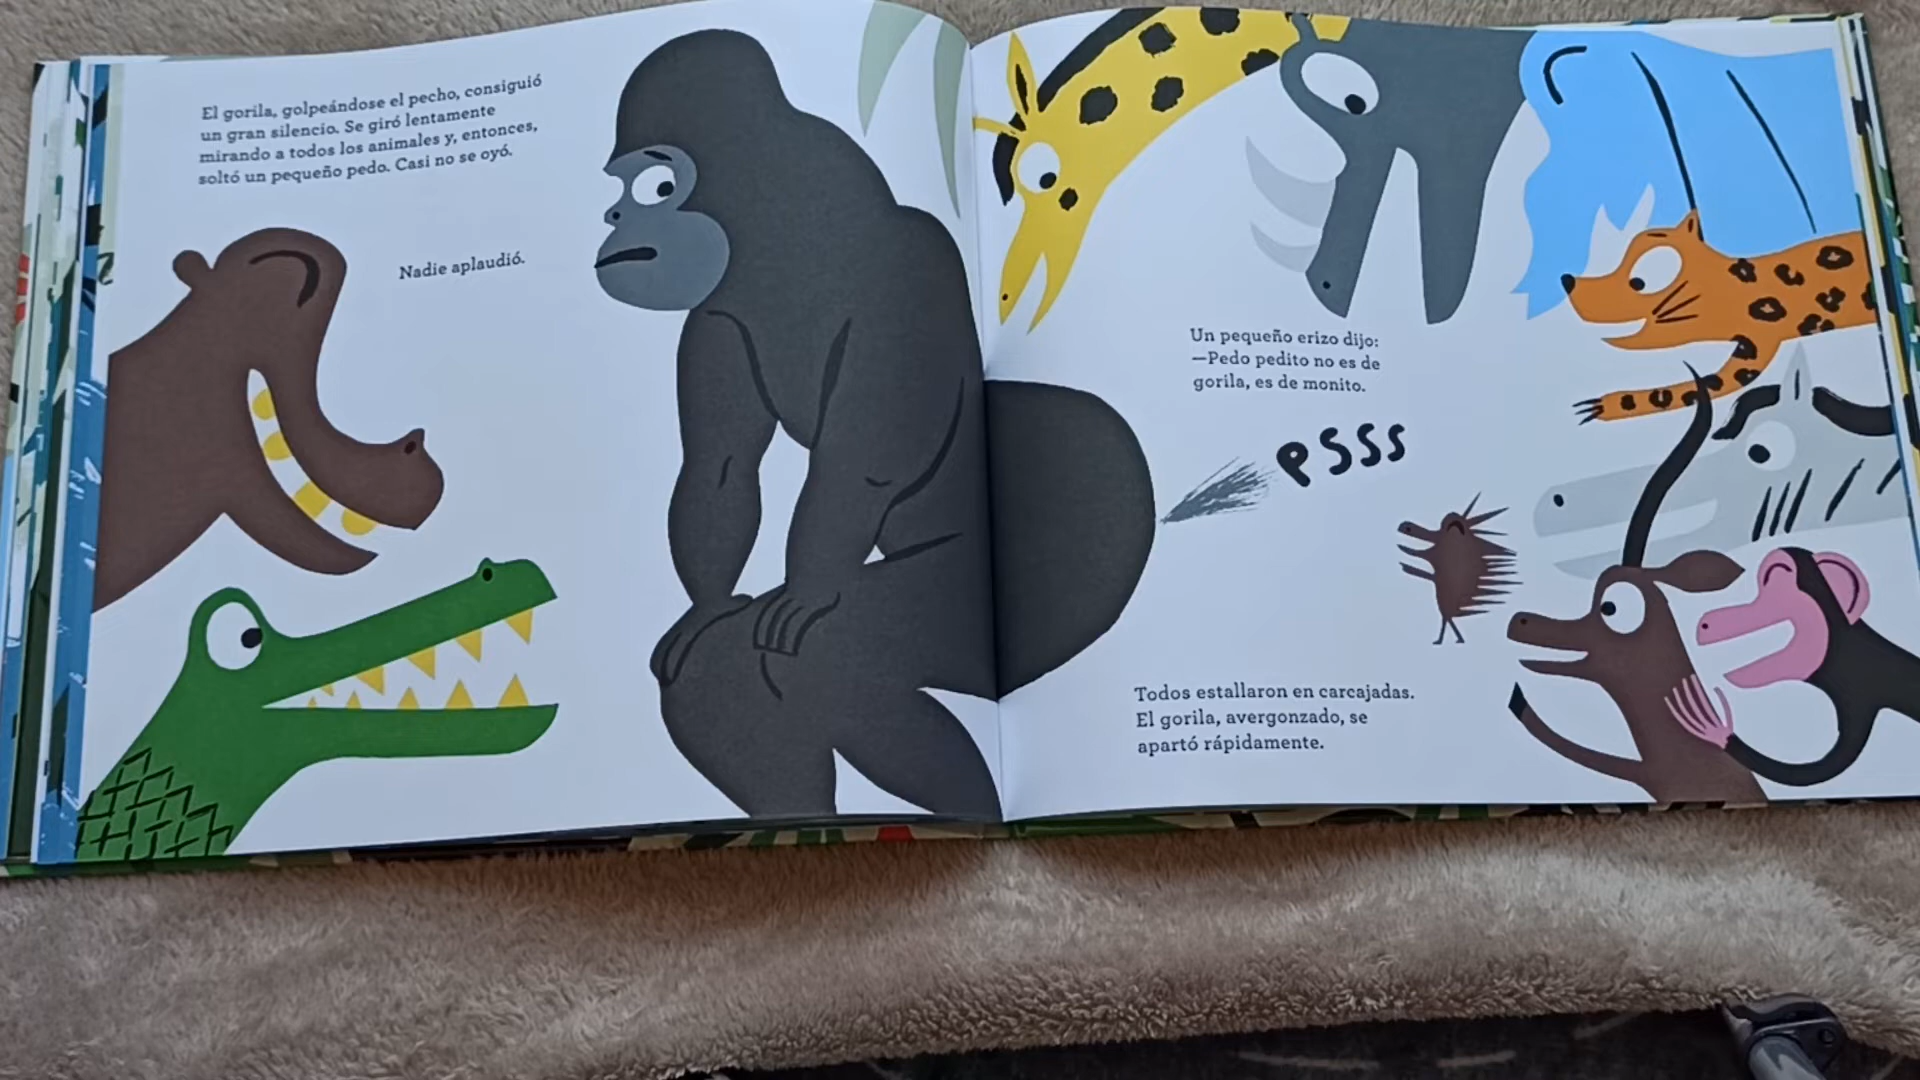 El gorila, golpeándose el pecho, consiguió
un gran silencio. Se giró lentamente
mirando a todos los animales y, entonces,
soltó un pequeño pedo. Casi no se oyó.
Nadie aplaudió.
Un pequeño erizo dijo:
—Pedo pedito no es de
gorila, es de monito.
PSSS
Todos estallaron en carcajadas.
El gorila, avergonzado, se
apartó rápidamente.